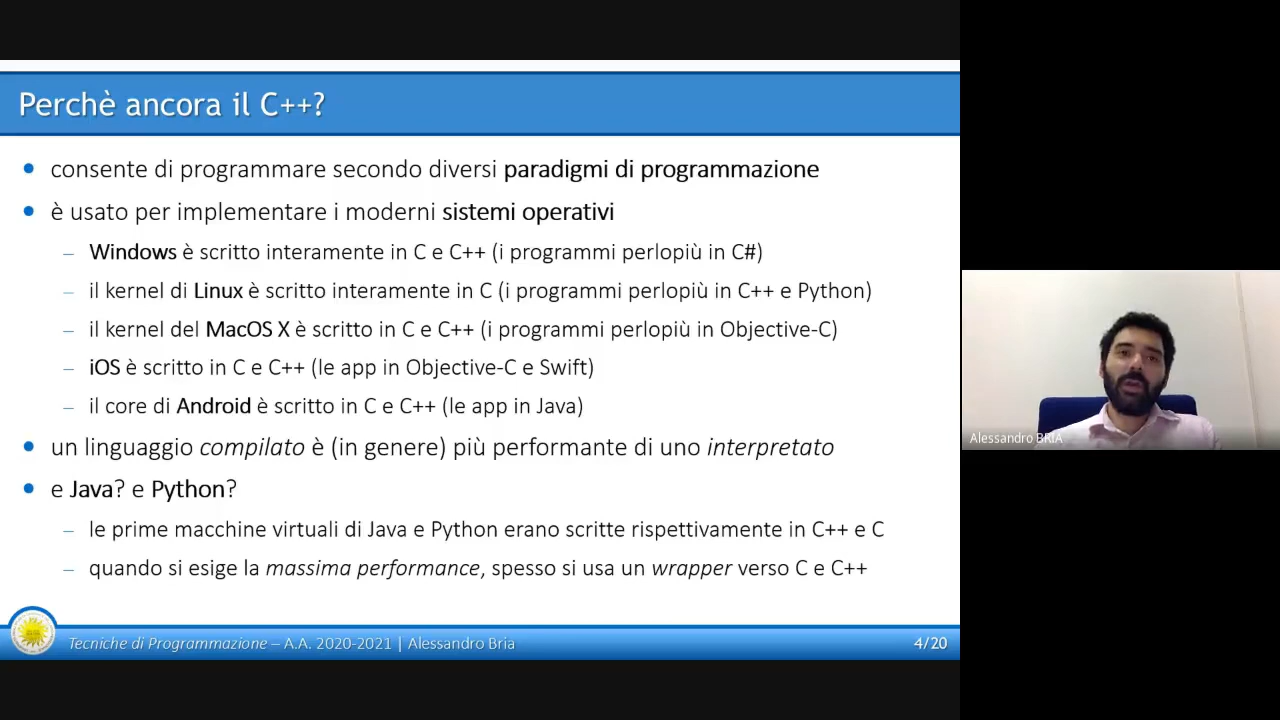 Perchè ancora il C++?
• consente di programmare secondo diversi paradigmi di programmazione
• è usato per implementare i moderni sistemi operativi
– Windows è scritto interamente in C e C++ (i programmi perlopiù in C#)
– il kernel di Linux è scritto interamente in C (i programmi perlopiù in C++ e Python)
– il kernel del MacOS X è scritto in C e C++ (i programmi perlopiù in Objective-C)
– iOS è scritto in C e C++ (le app in Objective-C e Swift)
– il core di Android è scritto in C e C++ (le app in Java)
• un linguaggio compilato è (in genere) più performante di uno interpretato
• e Java? e Python?
– le prime macchine virtuali di Java e Python erano scritte rispettivamente in C++ e C
– quando si esige la massima performance, spesso si usa un wrapper verso C e C++
Tecniche di Programmazione – A.A. 2020-2021 | Alessandro Bria
4/20
Alessandro BRIA